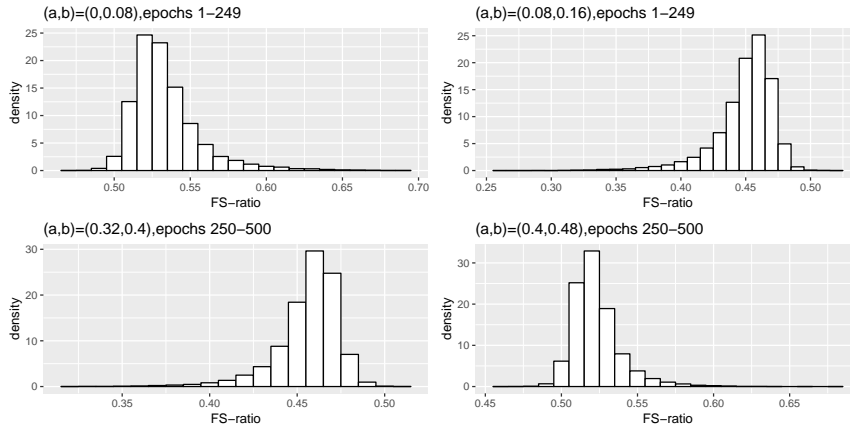 (a,b)=(0,0.08),epochs 1−249
density
25
20
15
10
5
0
0.50 0.55 0.60 0.65 0.70
FS−ratio
(a,b)=(0.08,0.16),epochs 1−249
density
25
20
15
10
5
0
0.25 0.30 0.35 0.40 0.45 0.50
FS−ratio
(a,b)=(0.32,0.4),epochs 250−500
density
30
20
10
0
0.35 0.40 0.45 0.50
FS−ratio
(a,b)=(0.4,0.48),epochs 250−500
density
30
20
10
0
0.45 0.50 0.55 0.60 0.65
FS−ratio